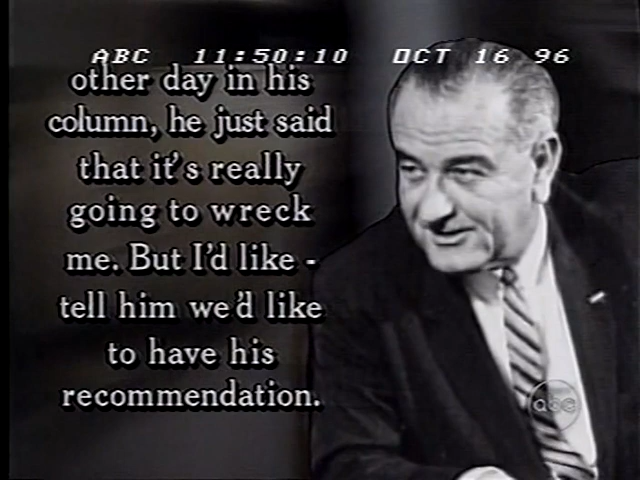 ABC 11:50:10 OCT 16 96
other day in his
column, he just said
that it's really
going to wreck
me. But I'd like -
tell him we'd like
to have his
recommendation.
abc